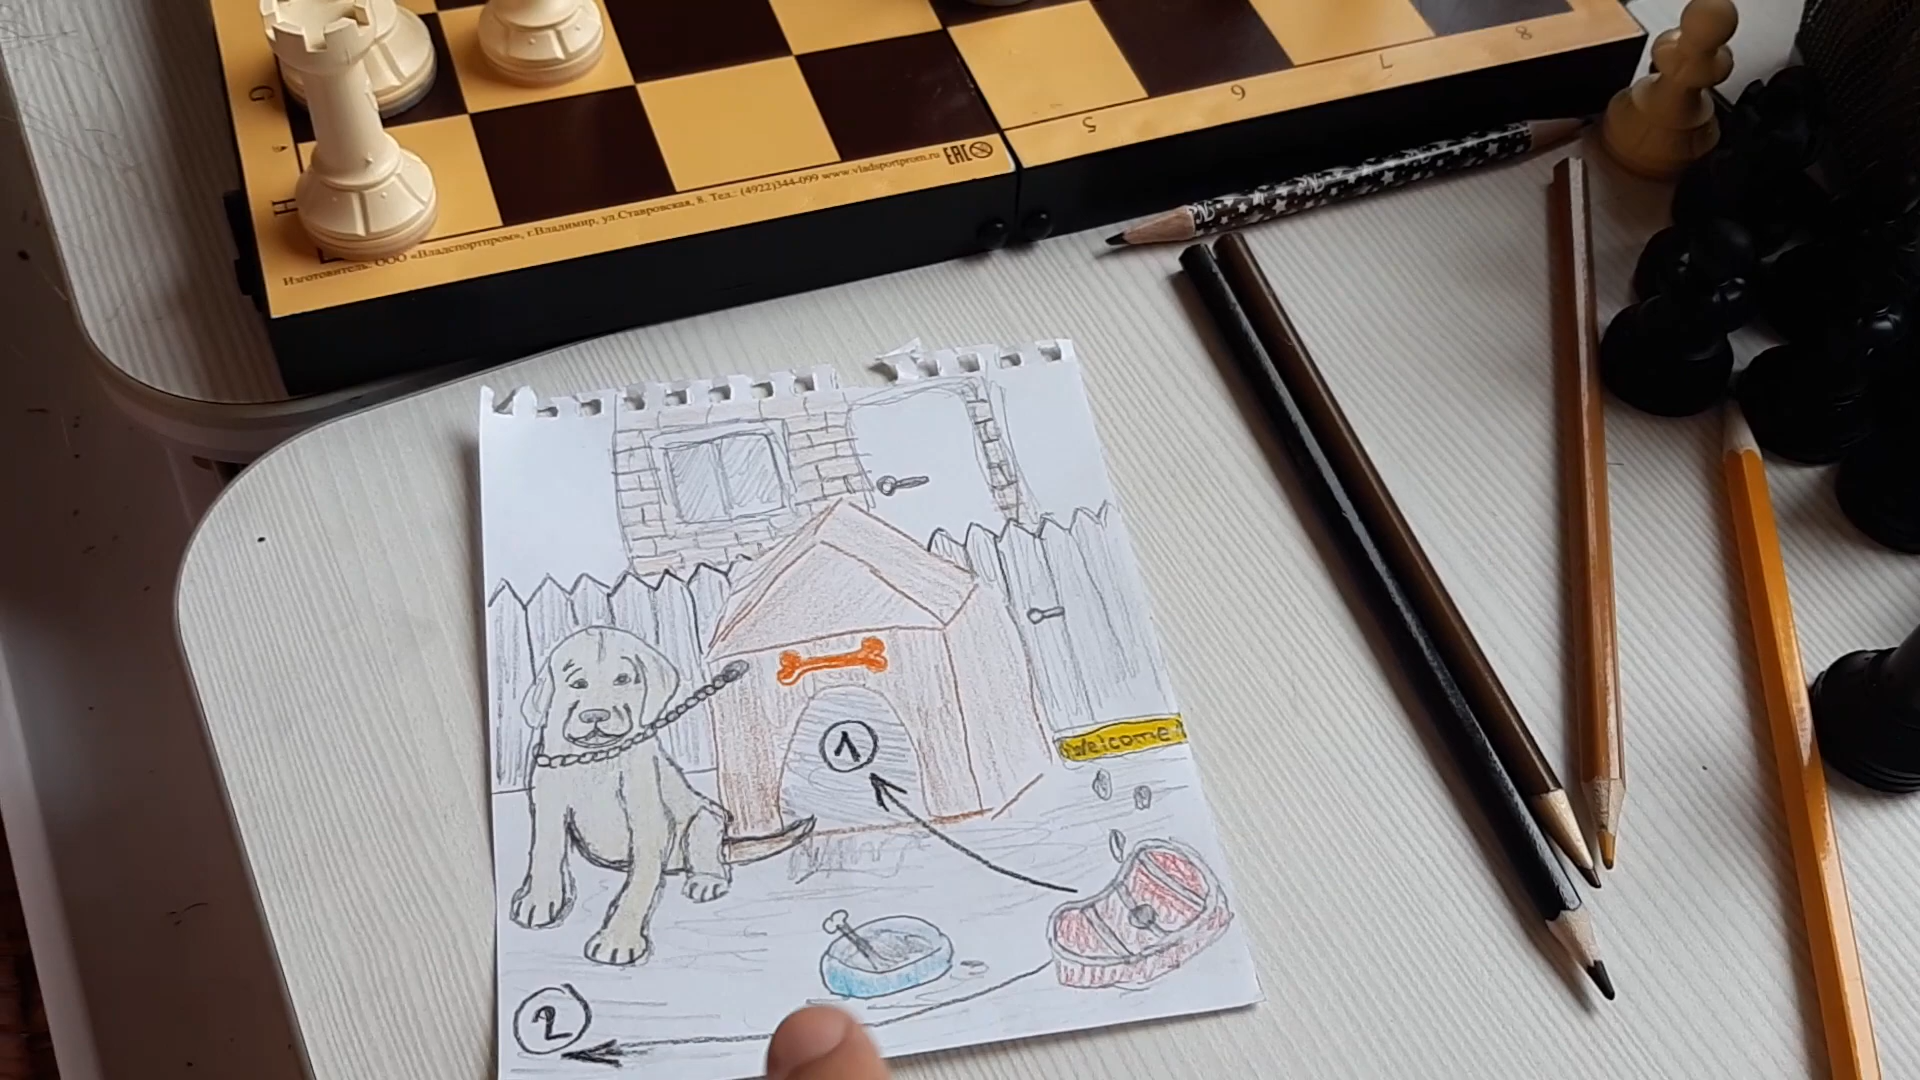 G
H
Изготовитель: ООО «Владспортпром», г.Владимир, ул.Ставровская, 8. Тел.: (4922)344-099 www.vladsportprom.ru EAC
5
6
7
8
1
Welcome!
2